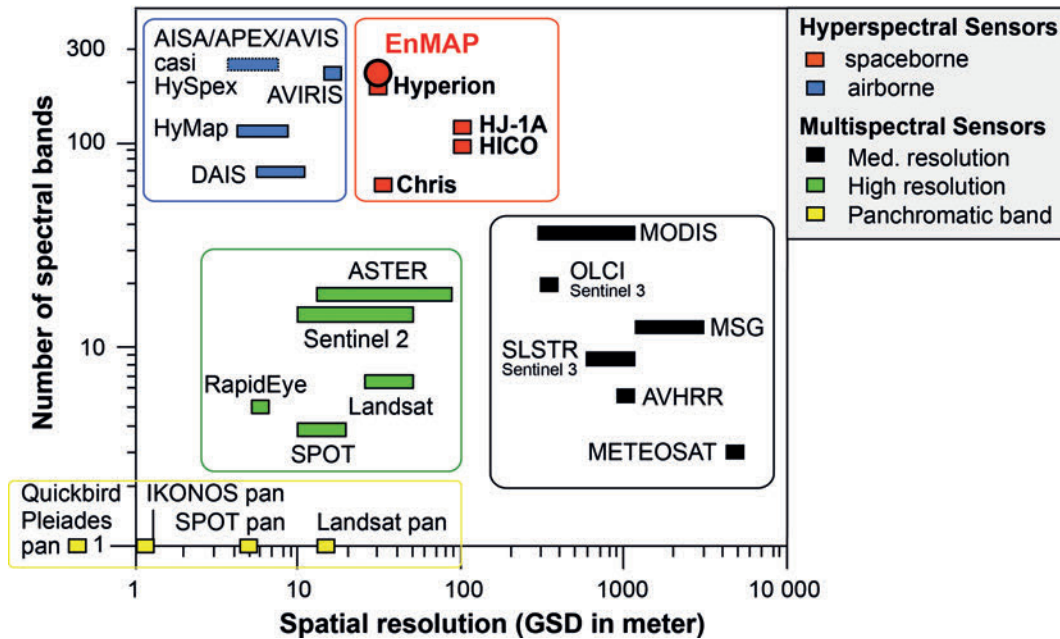 Number of spectral bands
300
100
10
1
AISA/APEX/AVIS
casi
HySpex
AVIRIS
HyMap
DAIS
EnMAP
Hyperion
HJ-1A
HICO
Chris
Hyperspectral Sensors
spaceborne
airborne
Multispectral Sensors
Med. resolution
High resolution
Panchromatic band
ASTER
Sentinel 2
RapidEye
Landsat
SPOT
MODIS
OLCI
Sentinel 3
MSG
SLSTR
Sentinel 3
AVHRR
METEOSAT
Quickbird
Pleiades
pan
IKONOS pan
SPOT pan
Landsat pan
1
10
100
1000
10 000
Spatial resolution (GSD in meter)